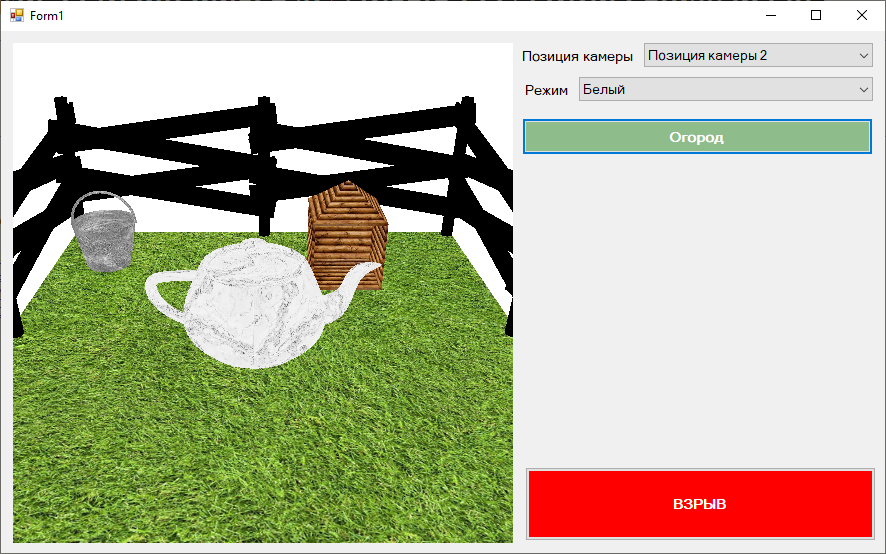 Form1
Позиция камеры
Позиция камеры 2
Режим
Белый
Огород
ВЗРЫВ